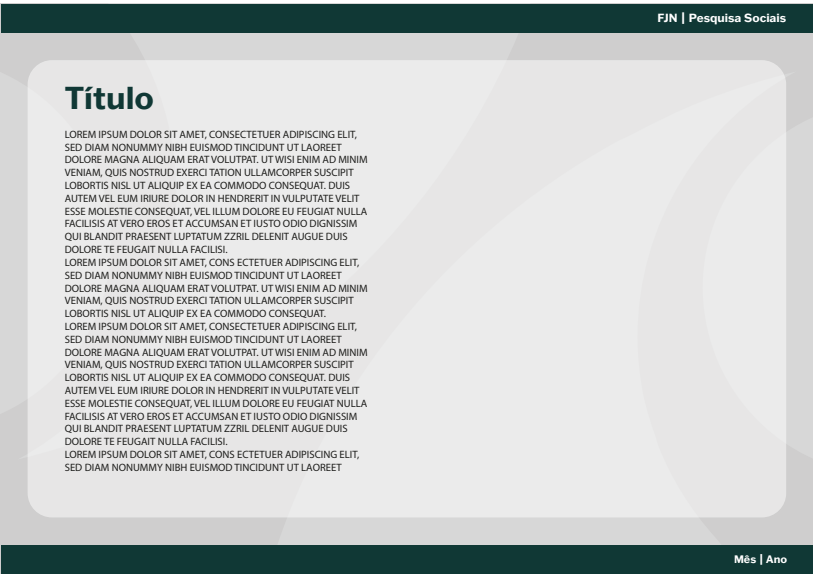 FJN | Pesquisa Sociais
Título
LOREM IPSUM DOLOR SIT AMET, CONSECTETUER ADIPISCING ELIT,
SED DIAM NONUMMY NIBH EUISMOD TINCIDUNT UT LAOREET
DOLORE MAGNA ALIQUAM ERAT VOLUTPAT. UT WISI ENIM AD MINIM
VENIAM, QUIS NOSTRUD EXERCI TATION ULLAMCORPER SUSCIPIT
LOBORTIS NISL UT ALIQUIP EX EA COMMODO CONSEQUAT. DUIS
AUTEM VEL EUM IRIURE DOLOR IN HENDRERIT IN VULPUTATE VELIT
ESSE MOLESTIE CONSEQUAT, VEL ILLUM DOLORE EU FEUGIAT NULLA
FACILISIS AT VERO EROS ET ACCUMSAN ET IUSTO ODIO DIGNISSIM
QUI BLANDIT PRAESENT LUPTATUM ZZRIL DELENIT AUGUE DUIS
DOLORE TE FEUGAIT NULLA FACILISI.
LOREM IPSUM DOLOR SIT AMET, CONS ECTETUER ADIPISCING ELIT,
SED DIAM NONUMMY NIBH EUISMOD TINCIDUNT UT LAOREET
DOLORE MAGNA ALIQUAM ERAT VOLUTPAT. UT WISI ENIM AD MINIM
VENIAM, QUIS NOSTRUD EXERCI TATION ULLAMCORPER SUSCIPIT
LOBORTIS NISL UT ALIQUIP EX EA COMMODO CONSEQUAT.
LOREM IPSUM DOLOR SIT AMET, CONSECTETUER ADIPISCING ELIT,
SED DIAM NONUMMY NIBH EUISMOD TINCIDUNT UT LAOREET
DOLORE MAGNA ALIQUAM ERAT VOLUTPAT. UT WISI ENIM AD MINIM
VENIAM, QUIS NOSTRUD EXERCI TATION ULLAMCORPER SUSCIPIT
LOBORTIS NISL UT ALIQUIP EX EA COMMODO CONSEQUAT. DUIS
AUTEM VEL EUM IRIURE DOLOR IN HENDRERIT IN VULPUTATE VELIT
ESSE MOLESTIE CONSEQUAT, VEL ILLUM DOLORE EU FEUGIAT NULLA
FACILISIS AT VERO EROS ET ACCUMSAN ET IUSTO ODIO DIGNISSIM
QUI BLANDIT PRAESENT LUPTATUM ZZRIL DELENIT AUGUE DUIS
DOLORE TE FEUGAIT NULLA FACILISI.
LOREM IPSUM DOLOR SIT AMET, CONS ECTETUER ADIPISCING ELIT,
SED DIAM NONUMMY NIBH EUISMOD TINCIDUNT UT LAOREET
Mês | Ano